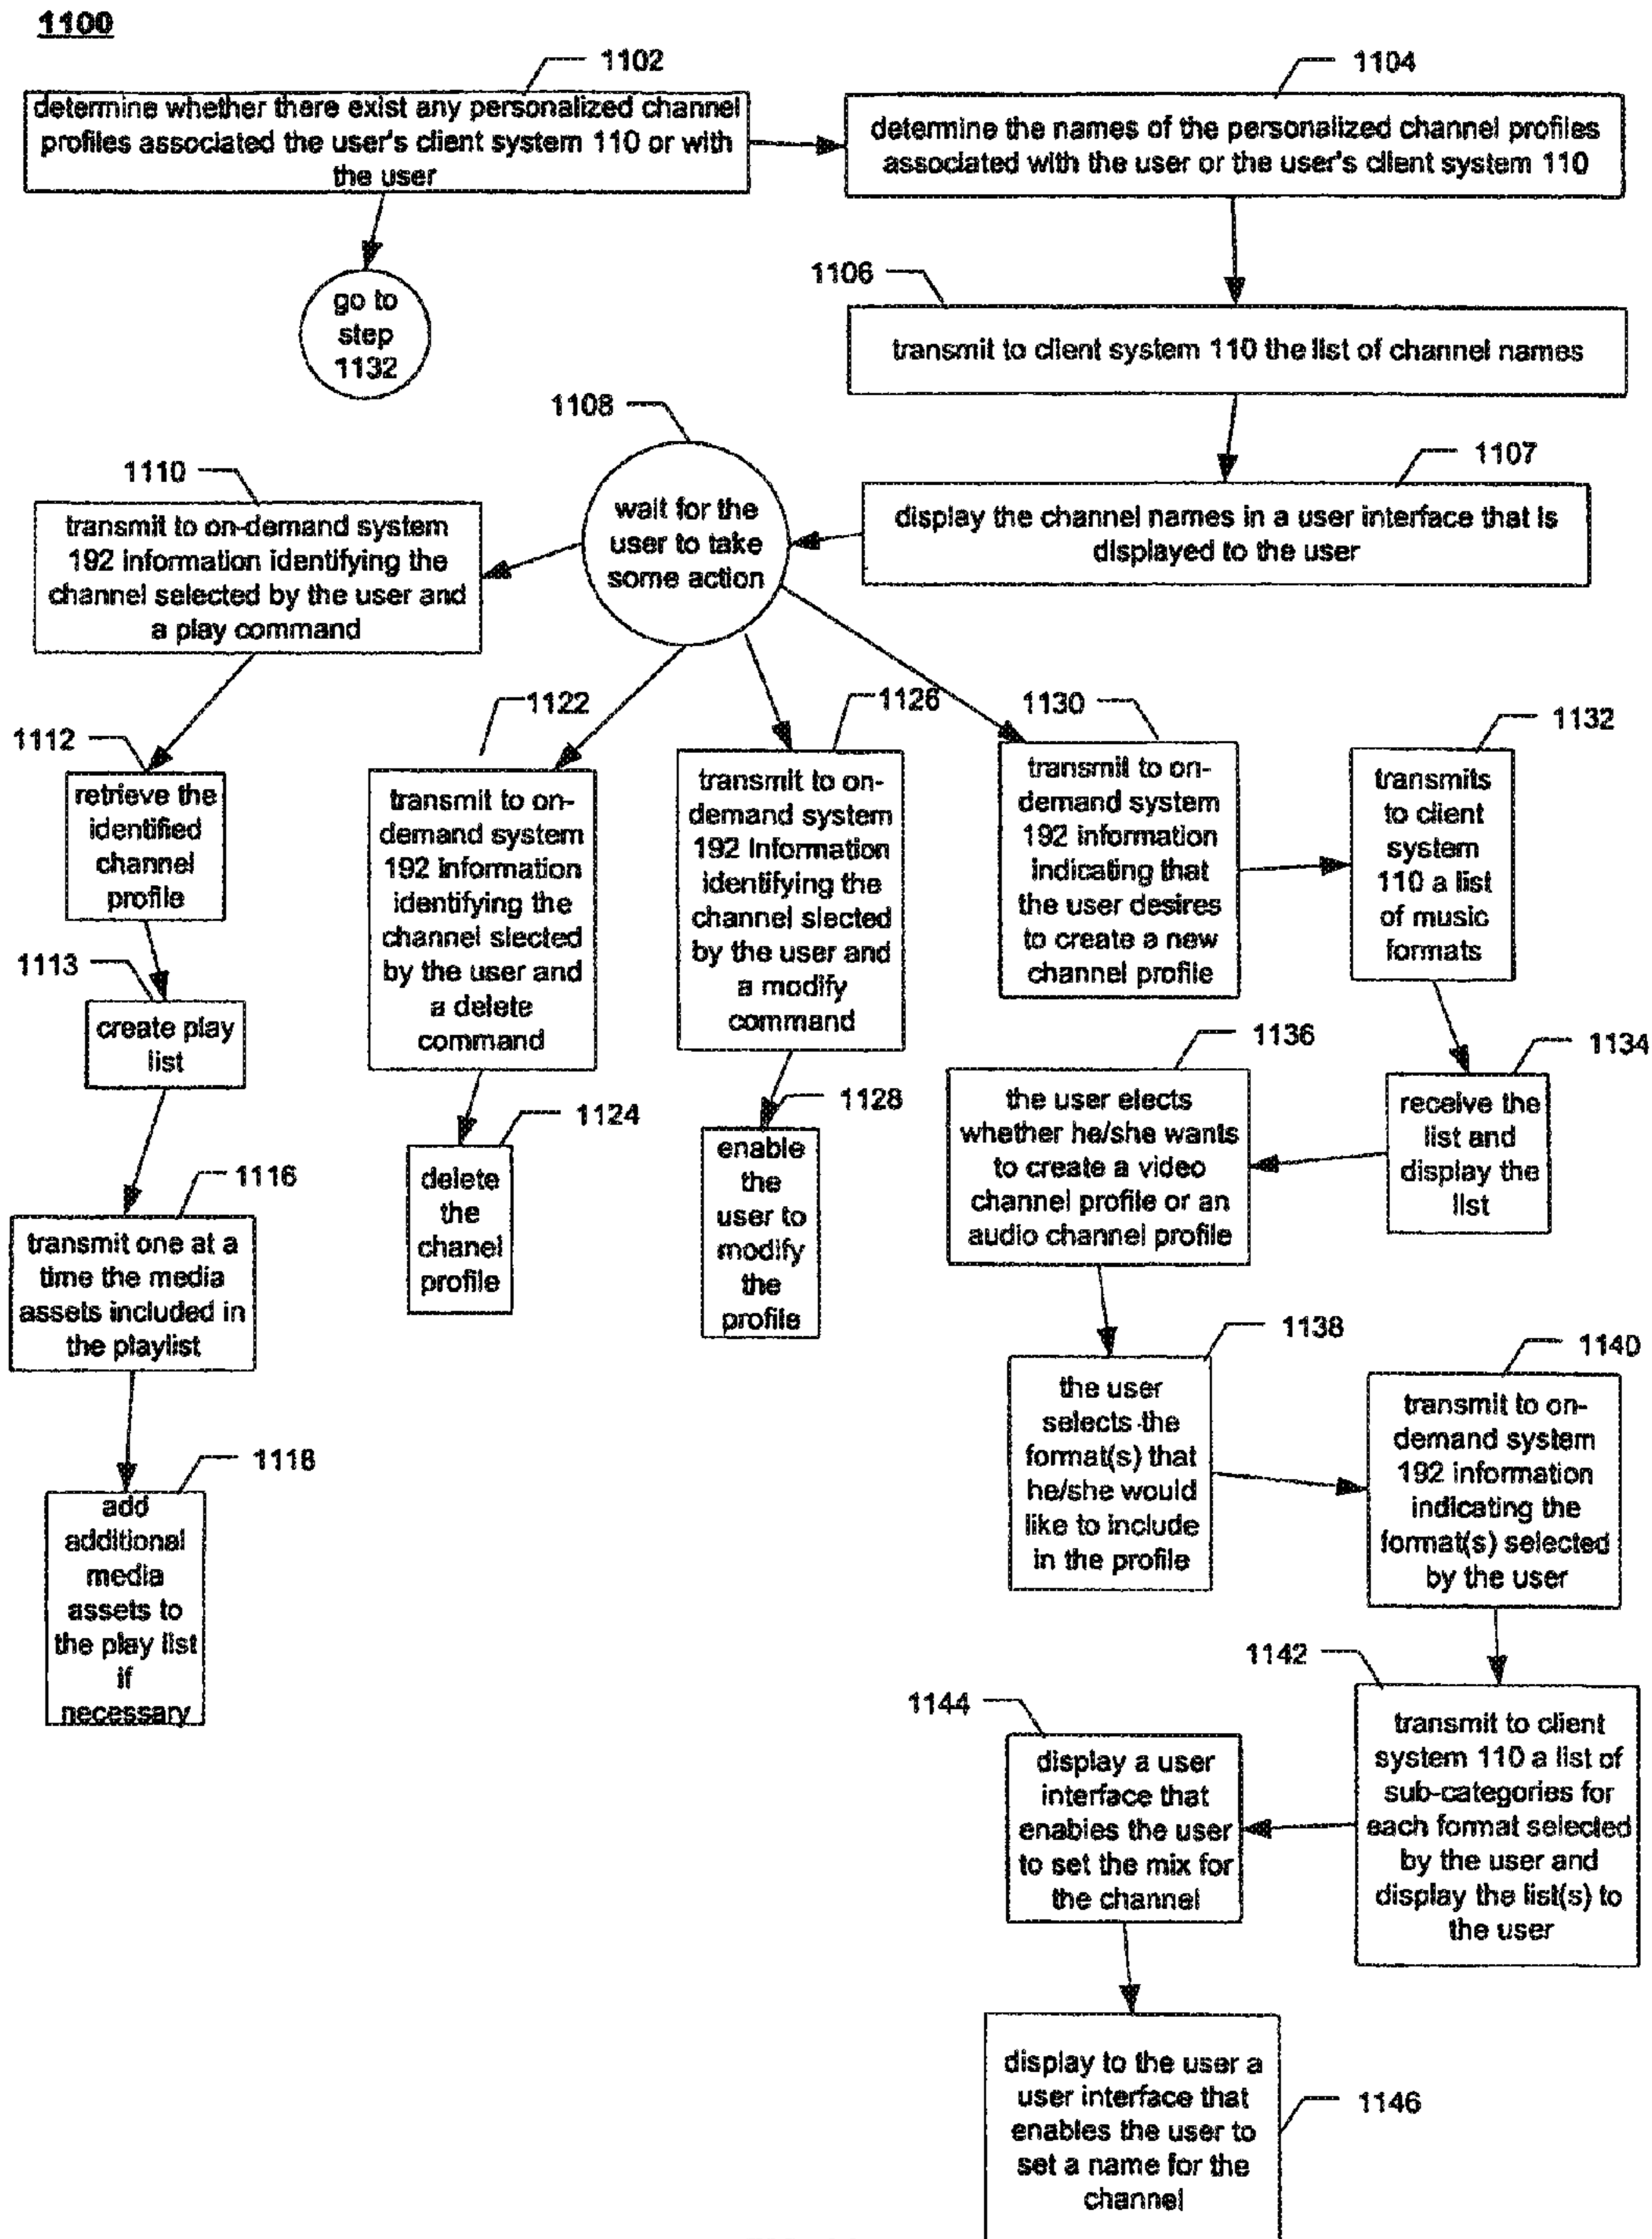 1100
1102
determine whether there exist any personalized channel
profiles associated the user's client system 110 or with
the user
1104
determine the names of the personalized channel profiles
associated with the user or the user's client system 110
go to
step
1132
1106
transmit to client system 110 the list of channel names
1107
display the channel names in a user interface that is
displayed to the user
1108
wait for the
user to take
some action
1110
transmit to on-demand system
192 information identifying the
channel selected by the user and
a play command
1112
retrieve the
identified
channel
profile
1113
create play
list
1116
transmit one at a
time the media
assets included in
the playlist
1118
add
additional
media
assets to
the play list
if
necessary
1122
transmit to on-
demand system
192 information
identifying the
channel slected
by the user and
a delete
command
1124
delete
the
chanel
profile
1126
transmit to on-
demand system
192 Information
identifying the
channel slected
by the user and
a modify
command
1128
enable
the
user to
modify
the
profile
1130
transmit to on-
demand system
192 information
indicating that
the user desires
to create a new
channel profile
1132
transmits
to client
system
110 a list
of music
formats
1134
receive the
list and
display the
list
1136
the user elects
whether he/she wants
to create a video
channel profile or an
audio channel profile
1138
the user
selects the
format(s) that
he/she would
like to include
in the profile
1140
transmit to on-
demand system
192 information
indicating the
format(s) selected
by the user
1142
transmit to client
system 110 a list of
sub-categories for
each format selected
by the user and
display the list(s) to
the user
1144
display a user
interface that
enables the user
to set the mix for
the channel
1146
display to the user a
user interface that
enables the user to
set a name for the
channel